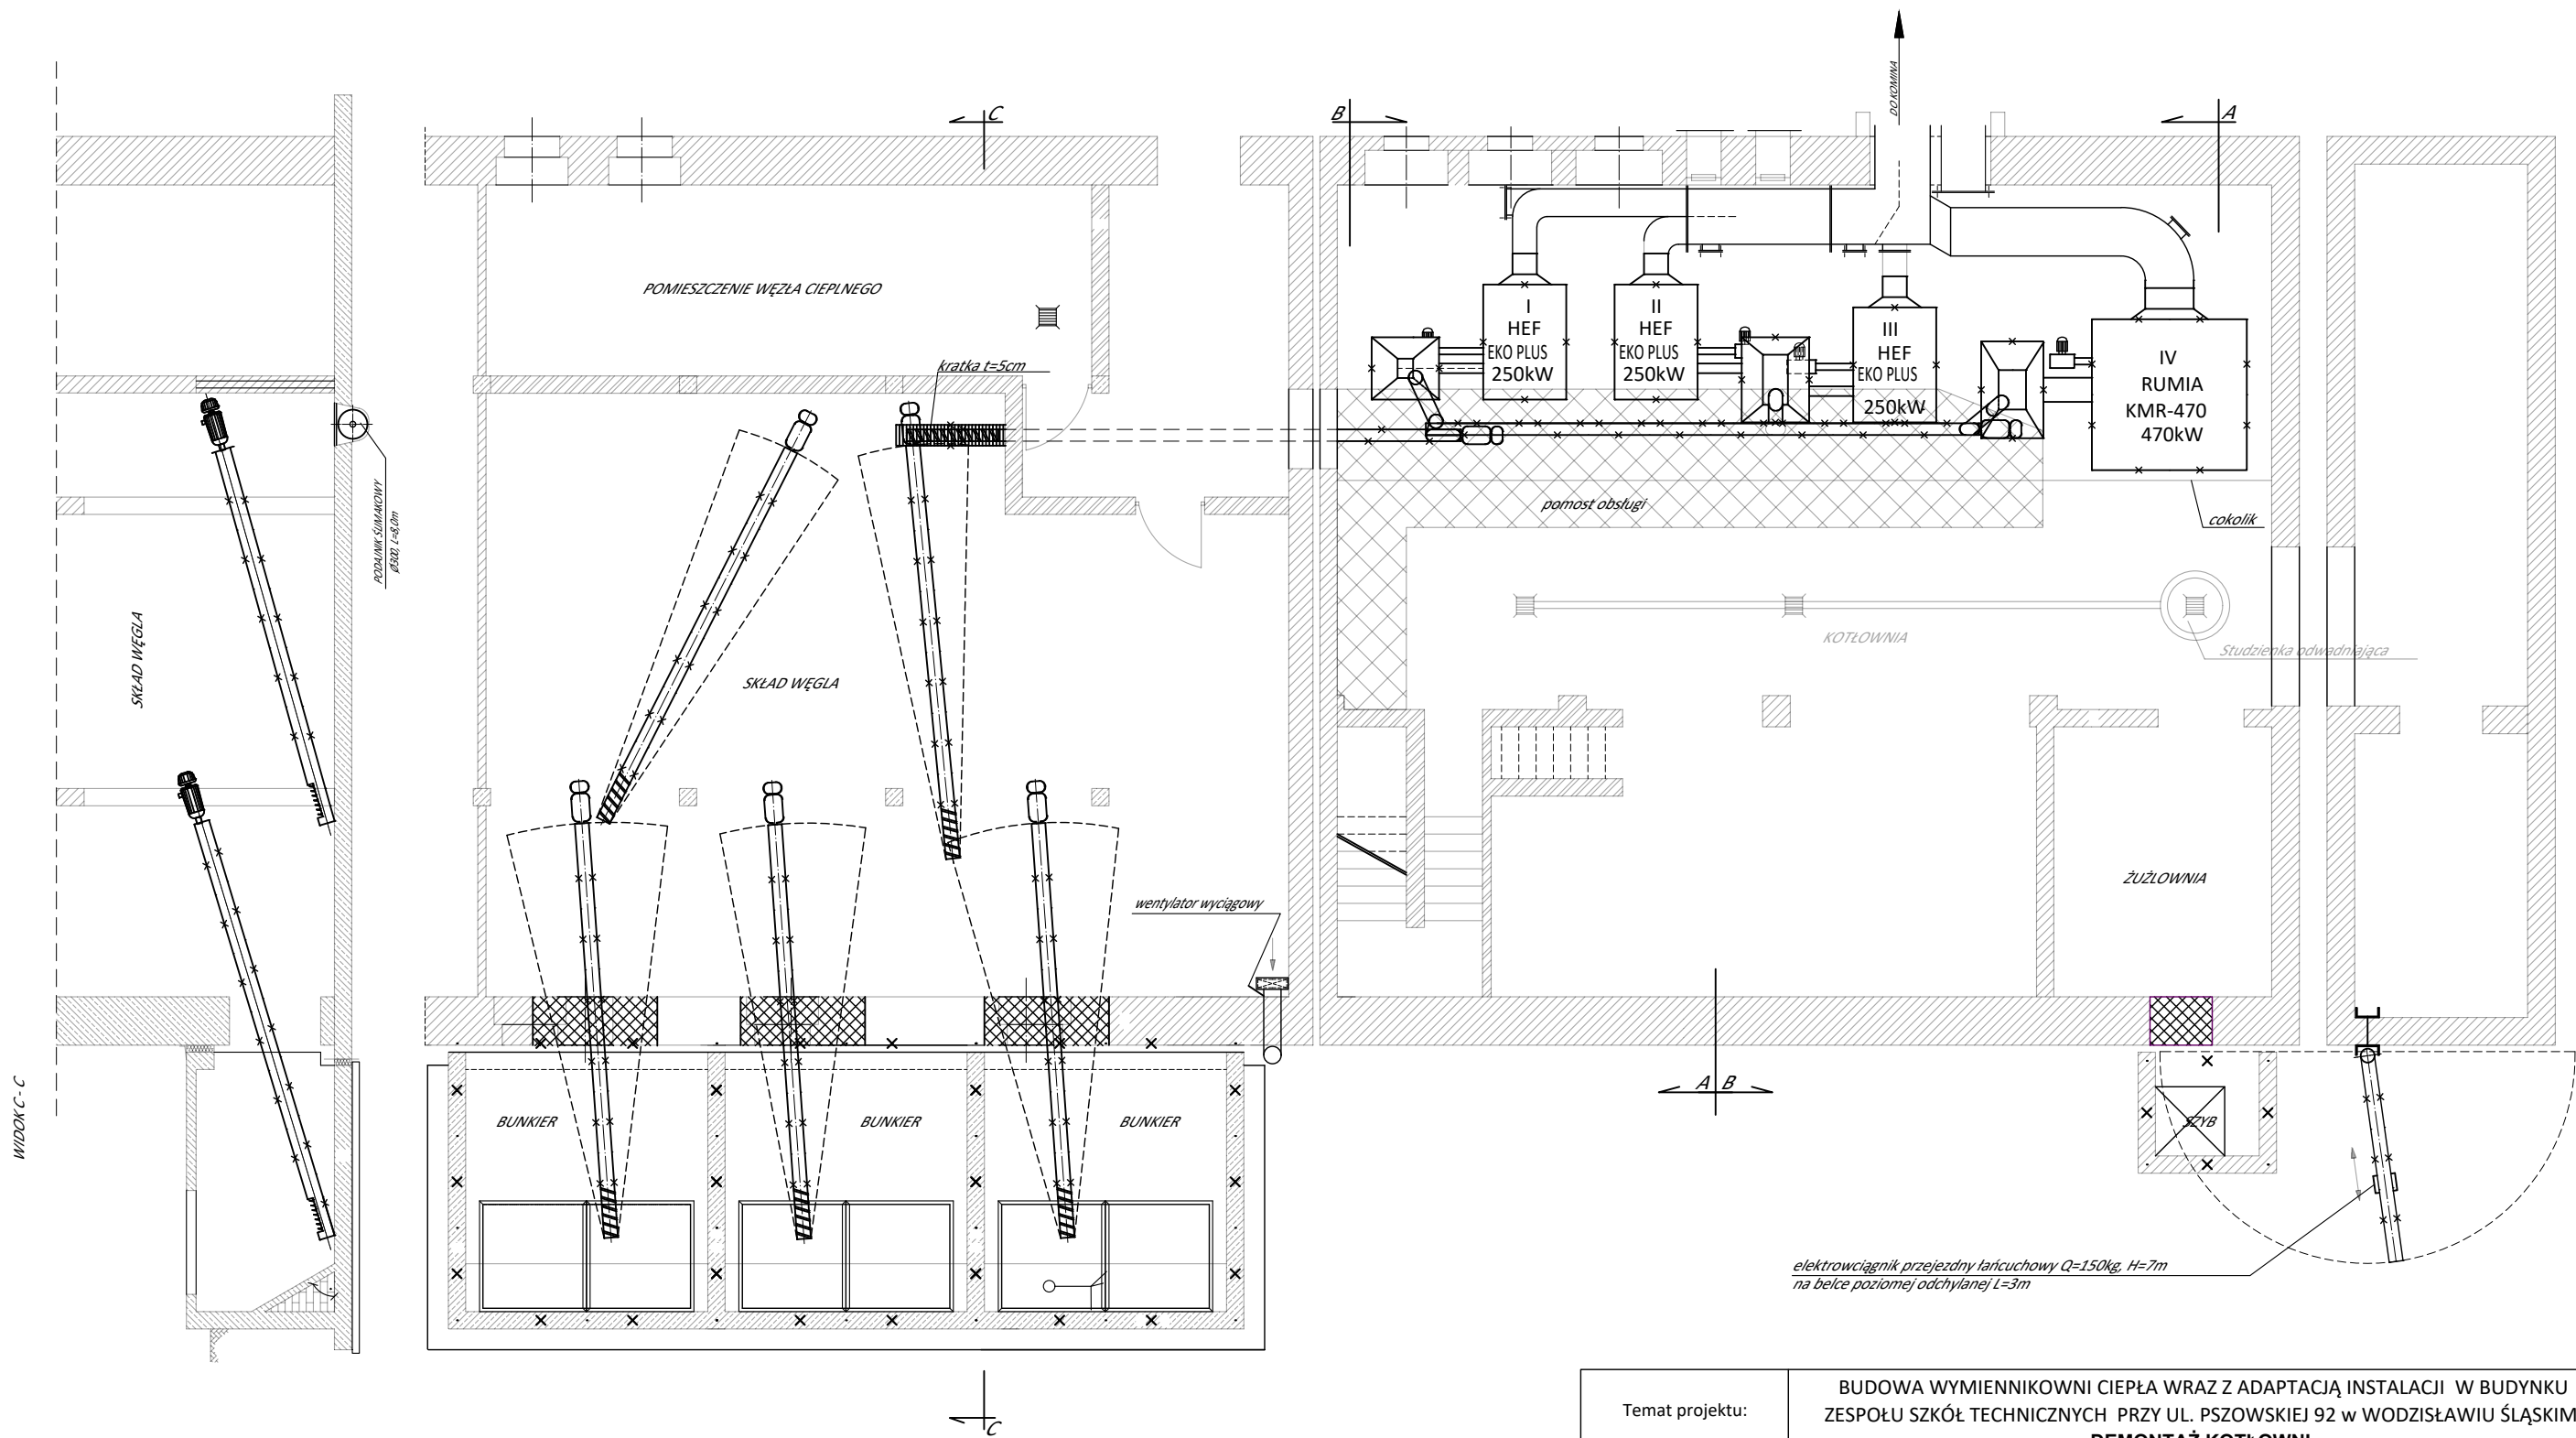 DO KOMINA
C
B
A
POMIESZCZENIE WĘZŁA CIEPLNEGO
kratka t=5cm
I
HEF
EKO PLUS
250kW
II
HEF
EKO PLUS
250kW
III
HEF
EKO PLUS
250kW
IV
RUMIA
KMR-470
470kW
PODAJNIK ŚLIMAKOWY
Ø300, L=8,0m
pomost obsługi
cokolik
SKŁAD WĘGLA
SKŁAD WĘGLA
KOTŁOWNIA
Studzienka odwadniająca
ŻUŻLOWNIA
wentylator wyciągowy
WIDOK C - C
A B
BUNKIER
BUNKIER
BUNKIER
SZYB
elektrowciągnik przejezdny łańcuchowy Q=150kg, H=7m
na belce poziomej odchylanej L=3m
C
Temat projektu:
BUDOWA WYMIENNIKOWNI CIEPŁA WRAZ Z ADAPTACJĄ INSTALACJI W BUDYNKU
ZESPOŁU SZKÓŁ TECHNICZNYCH PRZY UL. PSZOWSKIEJ 92 w WODZISŁAWIU ŚLĄSKIM
DEMONTAŻ KOTŁOWNI